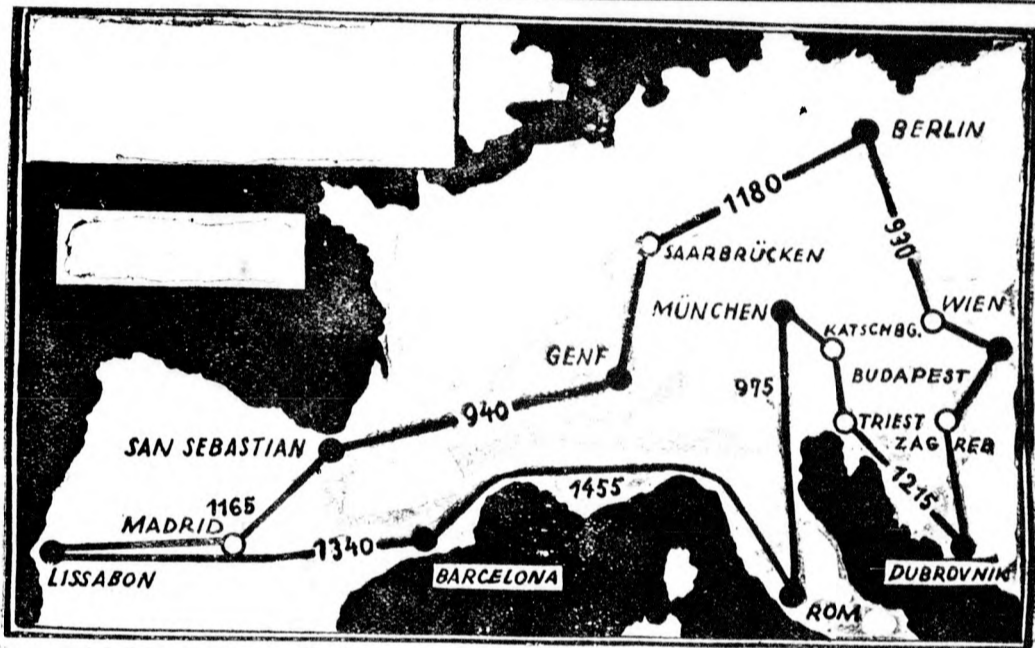 BERLIN
1180
930
SAARBRÜCKEN
MÜNCHEN
WIEN
KATSCHBG.
GENF
975
BUDAPEST
940
TRIEST
ZAGREB
SAN SEBASTIAN
1455
1215
1165
MADRID
1340
LISSABON
BARCELONA
DUBROVNIK
ROM